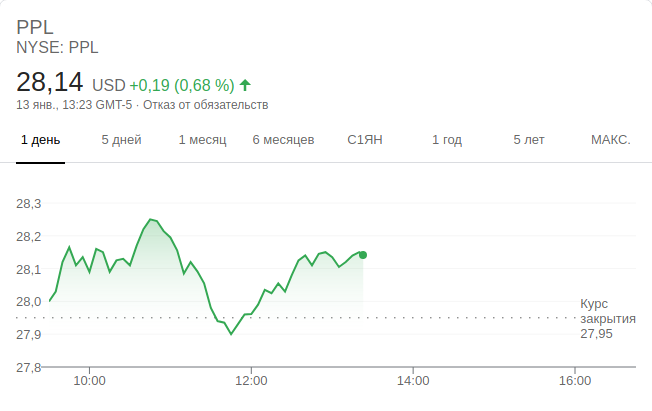 PPL
NYSE: PPL
28,14 USD +0,19 (0,68 %)
13 янв., 13:23 GMT-5 · Отказ от обязательств
1 день 5 дней 1 месяц 6 месяцев С1ЯН 1 год 5 лет МАКС.
28,3
28,2
28,1
28,0
27,9
27,8
Курс
закрытия
27,95
10:00 12:00 14:00 16:00